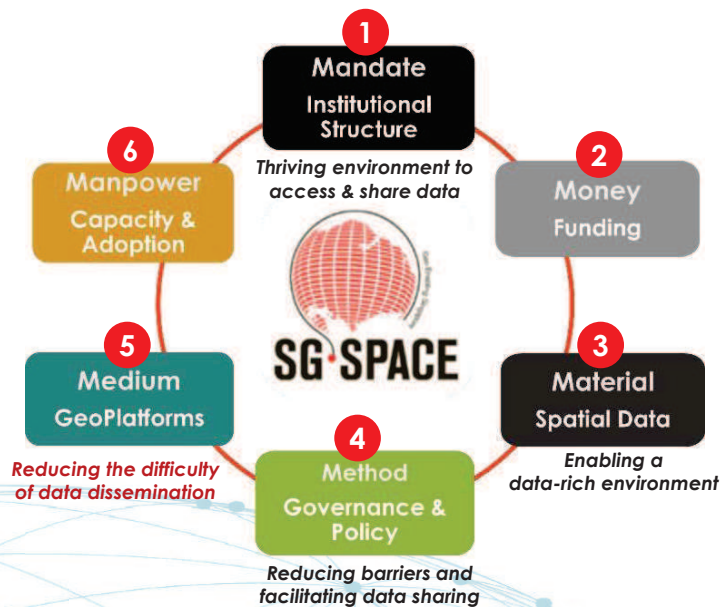 1
Mandate
Institutional
Structure
Thriving environment to
access & share data
2
Money
Funding
3
Material
Spatial Data
Enabling a
data-rich environment
4
Method
Governance &
Policy
Reducing barriers and
facilitating data sharing
5
Medium
GeoPlatforms
Reducing the difficulty
of data dissemination
6
Manpower
Capacity &
Adoption
SG SPACE